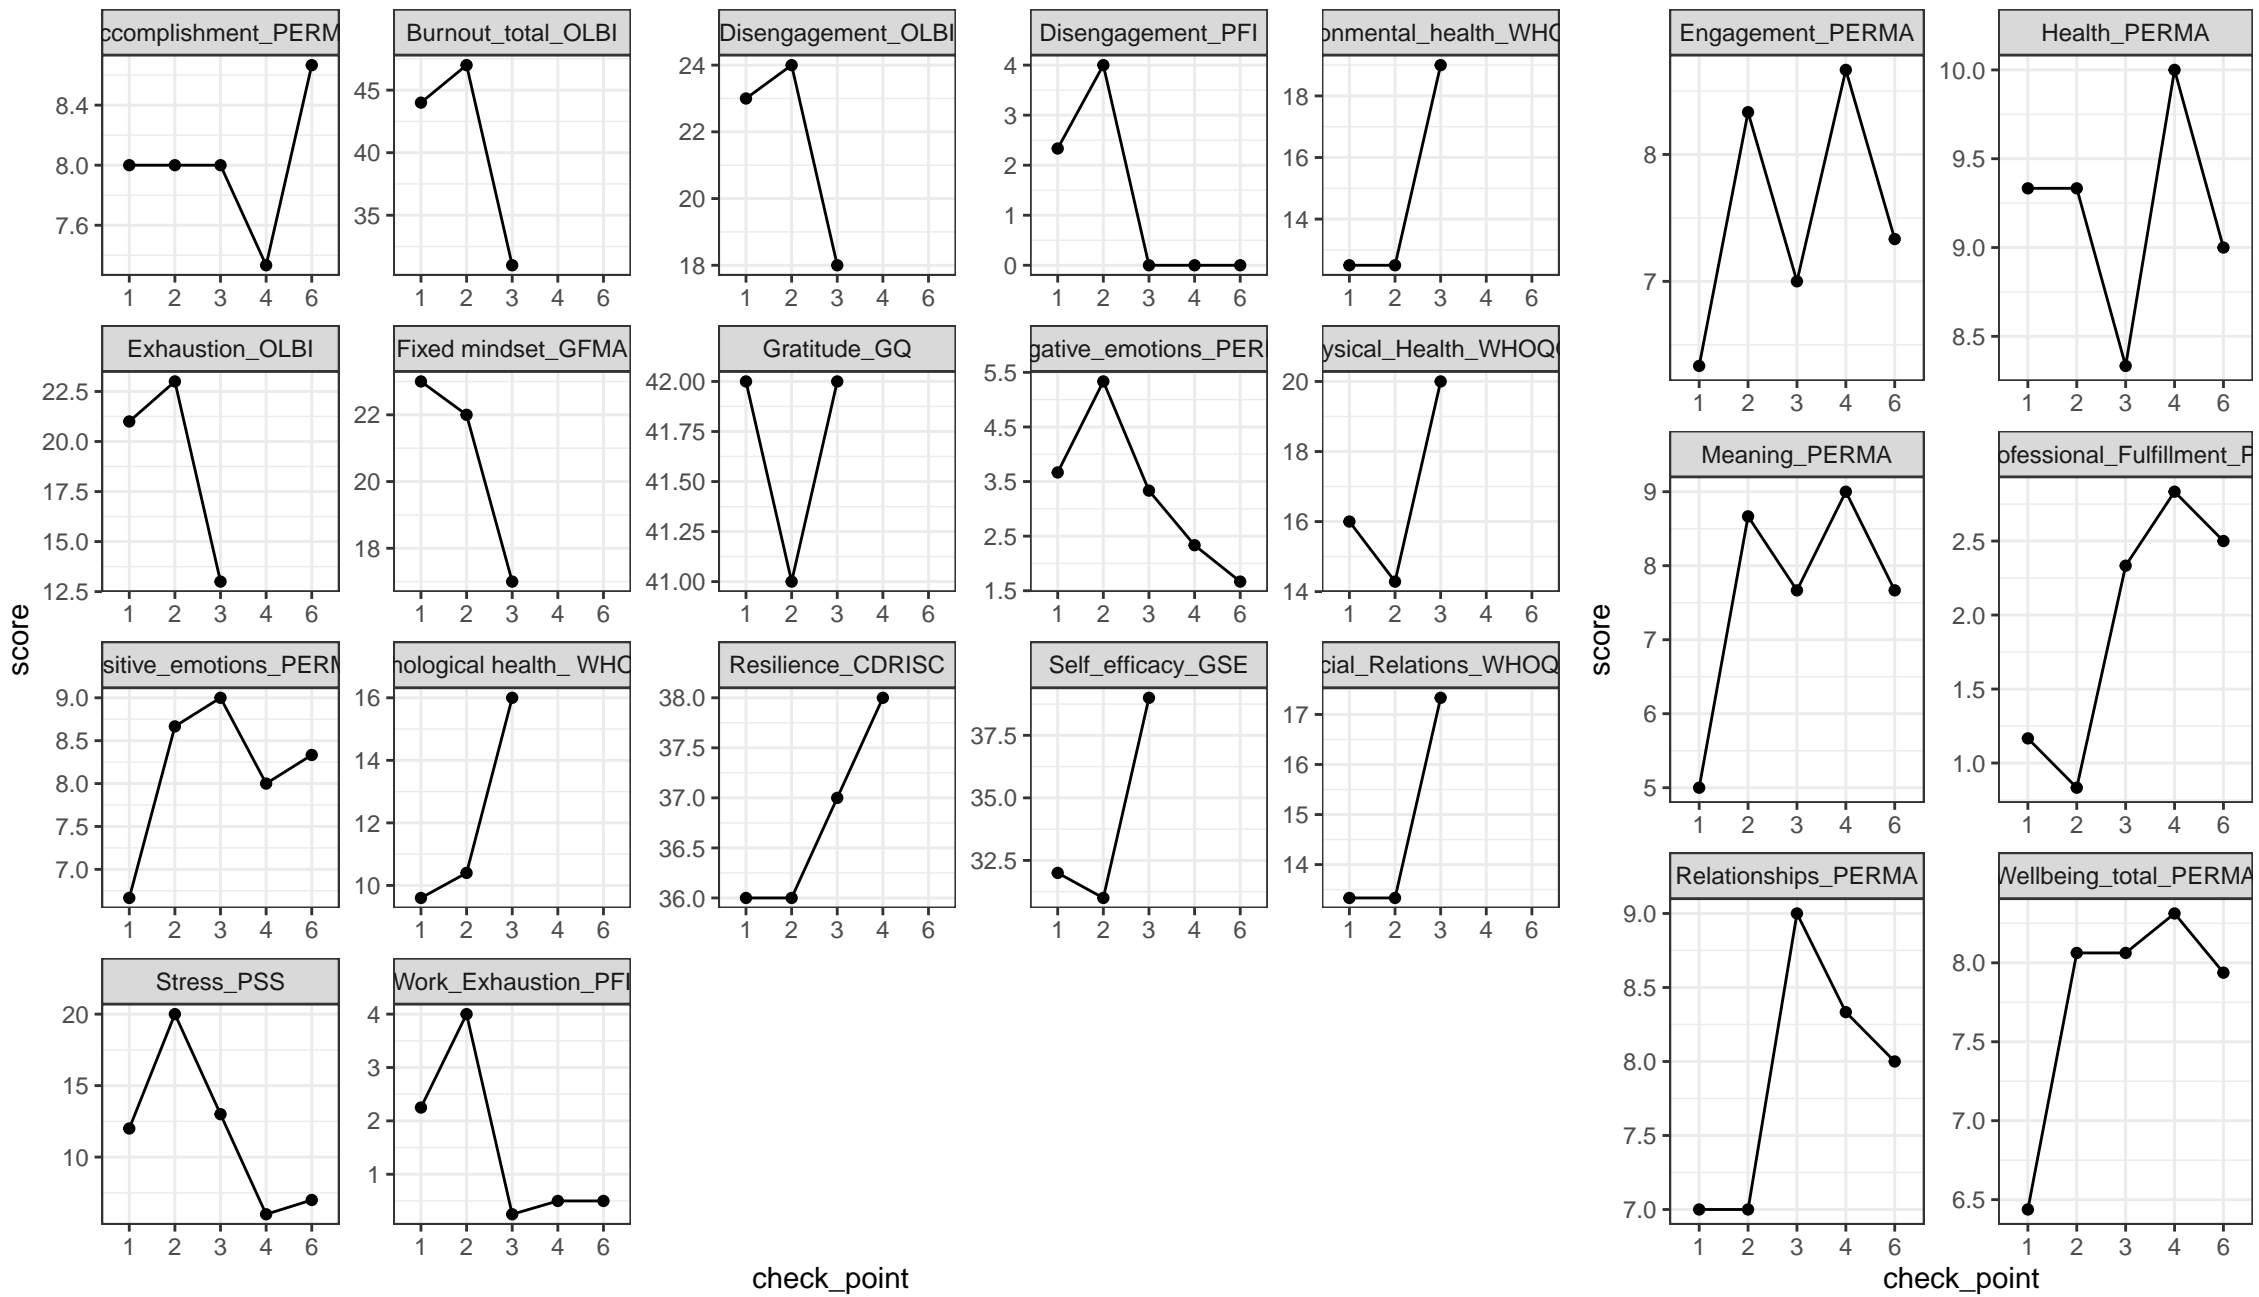 ccomplishment_PERM
8.4
8.0
7.6
1 2 3 4 6
Burnout_total_OLBI
45
40
35
1 2 3 4 6
Disengagement_OLBI
24
22
20
18
1 2 3 4 6
Disengagement_PFI
4
3
2
1
0
1 2 3 4 6
onmental_health_WHO
18
16
14
1 2 3 4 6
Exhaustion_OLBI
22.5
20.0
17.5
15.0
12.5
1 2 3 4 6
Fixed mindset_GFMA
22
20
18
1 2 3 4 6
Gratitude_GQ
42.00
41.75
41.50
41.25
41.00
1 2 3 4 6
gative_emotions_PER
5.5
4.5
3.5
2.5
1.5
1 2 3 4 6
ysical_Health_WHOQ
20
18
16
14
1 2 3 4 6
sitive_emotions_PERM
9.0
8.5
8.0
7.5
7.0
1 2 3 4 6
hological health_ WHO
16
14
12
10
1 2 3 4 6
Resilience_CDRISC
38.0
37.5
37.0
36.5
36.0
1 2 3 4 6
Self_efficacy_GSE
37.5
35.0
32.5
1 2 3 4 6
cial_Relations_WHOQ
17
16
15
14
1 2 3 4 6
Stress_PSS
20
15
10
1 2 3 4 6
Work_Exhaustion_PFI
4
3
2
1
1 2 3 4 6
score
check_point
Engagement_PERMA
8
7
1 2 3 4 6
Health_PERMA
10.0
9.5
9.0
8.5
1 2 3 4 6
Meaning_PERMA
9
8
7
6
5
1 2 3 4 6
ofessional_Fulfillment_P
2.5
2.0
1.5
1.0
1 2 3 4 6
Relationships_PERMA
9.0
8.5
8.0
7.5
7.0
1 2 3 4 6
Wellbeing_total_PERMA
8.0
7.5
7.0
6.5
1 2 3 4 6
score
check_point